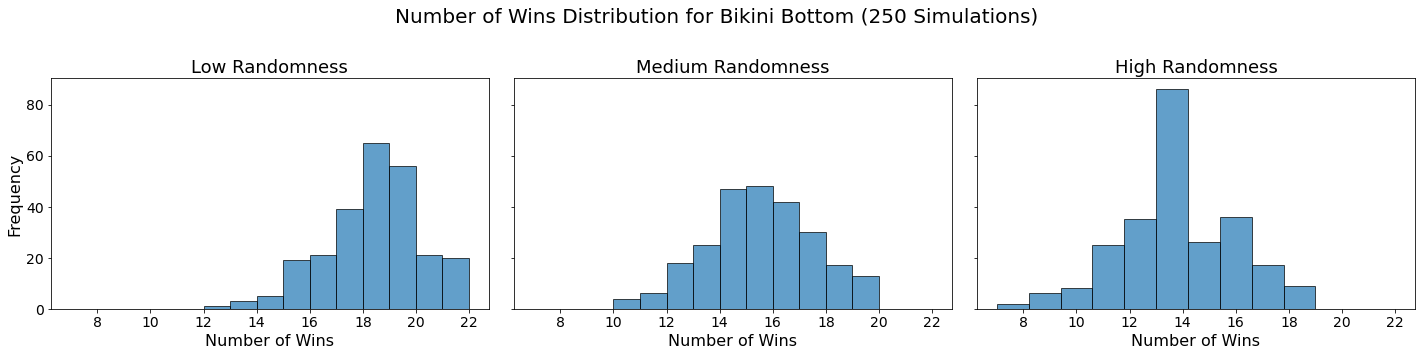 Number of Wins Distribution for Bikini Bottom (250 Simulations)
Low Randomness
Medium Randomness
High Randomness
Frequency
80
60
40
20
0
8 10 12 14 16 18 20 22
8 10 12 14 16 18 20 22
8 10 12 14 16 18 20 22
Number of Wins
Number of Wins
Number of Wins